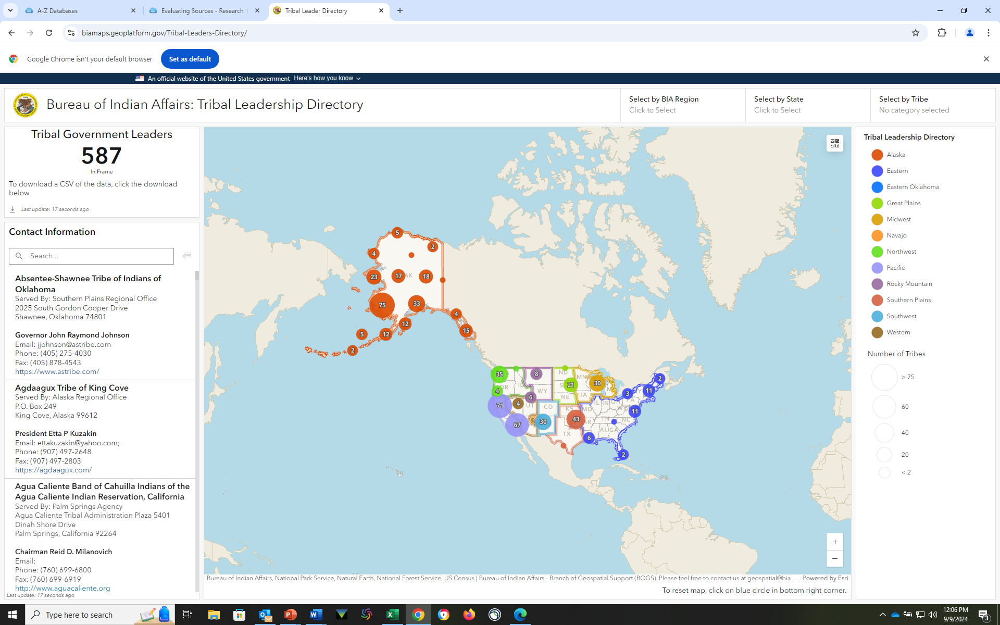 A-Z Databases
Evaluating Sources - Research
Tribal Leader Directory
biamaps.geoplatform.gov/Tribal-Leaders-Directory/
Google Chrome isn't your default browser
Set as default
An official website of the United States government Here's how you know
Bureau of Indian Affairs: Tribal Leadership Directory
Select by BIA Region
Click to Select
Select by State
Click to Select
Select by Tribe
No category selected
Tribal Government Leaders
587
In Frame
To download a CSV of the data, click the download
below
Last update: 17 seconds ago
Contact Information
Search...
Absentee-Shawnee Tribe of Indians of
Oklahoma
Served By: Southern Plains Regional Office
2025 South Gordon Cooper Drive
Shawnee, Oklahoma 74801
Governor John Raymond Johnson
Email: jjohnson@astribe.com
Phone: (405) 275-4030
Fax: (405) 878-4543
https://www.astribe.com/
Agdaagux Tribe of King Cove
Served By: Alaska Regional Office
P.O. Box 249
King Cove, Alaska 99612
President Etta P Kuzakin
Email: ettakuzakin@yahoo.com;
Phone: (907) 497-2648
Fax: (907) 497-2803
https://agdaagux.com/
Agua Caliente Band of Cahuilla Indians of the
Agua Caliente Indian Reservation, California
Served By: Palm Springs Agency
Agua Caliente Tribal Administration Plaza 5401
Dinah Shore Drive
Palm Springs, California 92264
Chairman Reid D. Milanovich
Email:
Phone: (760) 699-6800
Fax: (760) 699-6919
http://www.aguacaliente.org
Last update: 17 seconds ago
5
2
4
23
17
AK
18
75
33
4
12
15
5
12
2
35
8
ND
MN
2
OR
ID
21
30
11
4
WY
3
6
NE
IA
PA
71
4
UT
CO
IL
IN
OH
KS
MO
11
67
30
43
AR
TN
NC
TX
AL
GA
6
2
HI
PR
Bureau of Indian Affairs, National Park Service, Natural Earth, National Forest Service, US Census | Bureau of Indian Affairs - Branch of Geospatial Support (BOGS). Please feel free to contact us at geospatial@bia...
Powered by Esri
To reset map, click on blue circle in bottom right corner.
Tribal Leadership Directory
Alaska
Eastern
Eastern Oklahoma
Great Plains
Midwest
Navajo
Northwest
Pacific
Rocky Mountain
Southern Plains
Southwest
Western
Number of Tribes
> 75
60
40
20
< 2
Type here to search
12:06 PM
9/9/2024
3